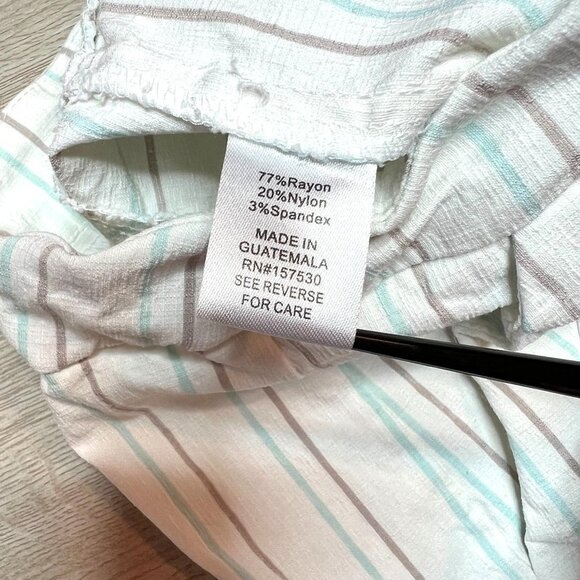 77%Rayon
20%Nylon
3%Spandex
MADE IN
GUATEMALA
RN#157530
SEE REVERSE
FOR CARE